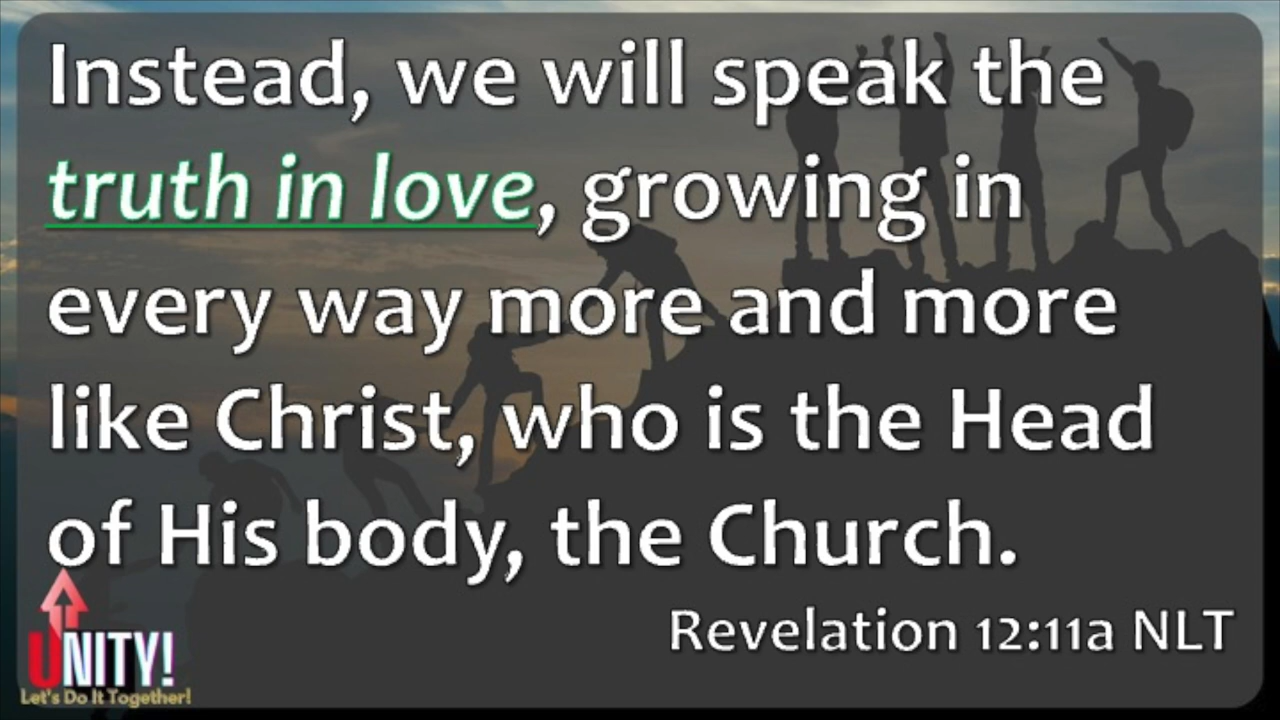 Instead, we will speak the
truth in love, growing in
every way more and more
like Christ, who is the Head
of His body, the Church.
Revelation 12:11a NLT
UNITY!
Let's Do It Together!